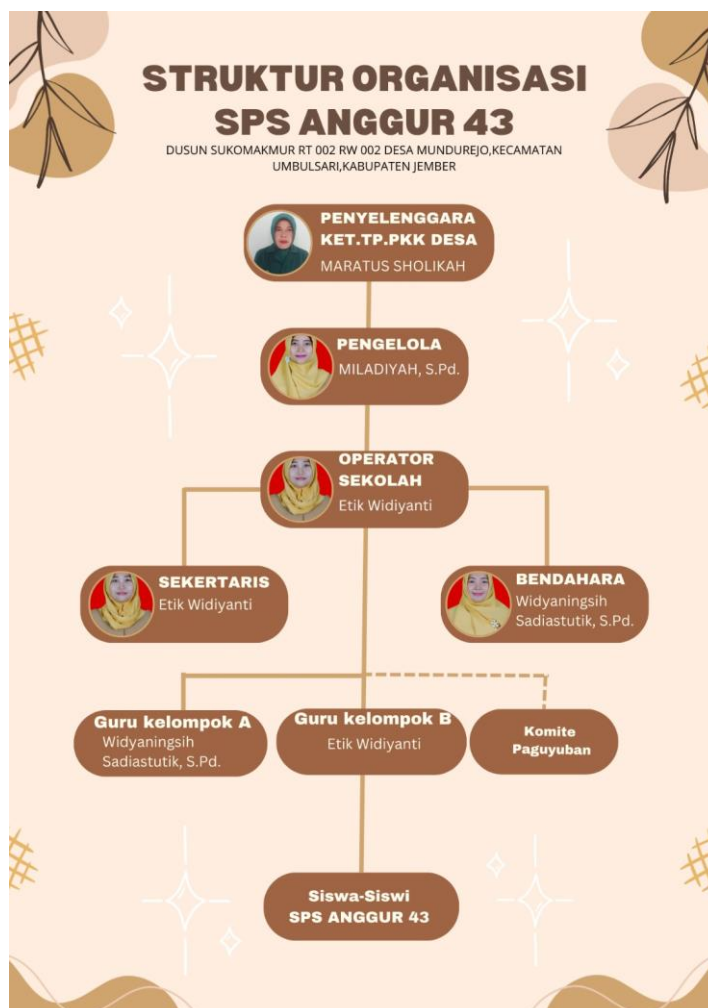 STRUKTUR ORGANISASI
SPS ANGGUR 43
DUSUN SUKOMAKMUR RT 002 RW 002 DESA MUNDUREJO,KECAMATAN
UMBULSARI,KABUPATEN JEMBER
PENYELENGGARA
KET.TP.PKK DESA
MARATUS SHOLIKAH
PENGELOLA
MILADIYAH, S.Pd.
OPERATOR
SEKOLAH
Etik Widiyanti
SEKERTARIS
Etik Widiyanti
BENDAHARA
Widyaningsih
Sadiastutik, S.Pd.
Guru kelompok A
Widyaningsih
Sadiastutik, S.Pd.
Guru kelompok B
Etik Widiyanti
Komite
Paguyuban
Siswa-Siswi
SPS ANGGUR 43